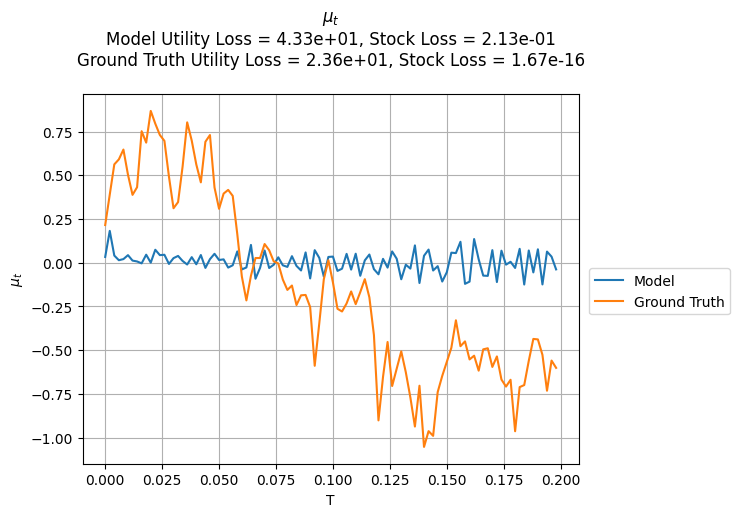 μt
Model Utility Loss = 4.33e+01, Stock Loss = 2.13e-01
Ground Truth Utility Loss = 2.36e+01, Stock Loss = 1.67e-16
0.75
0.50
0.25
0.00
−0.25
−0.50
−0.75
−1.00
μt
0.000 0.025 0.050 0.075 0.100 0.125 0.150 0.175 0.200
T
Model
Ground Truth